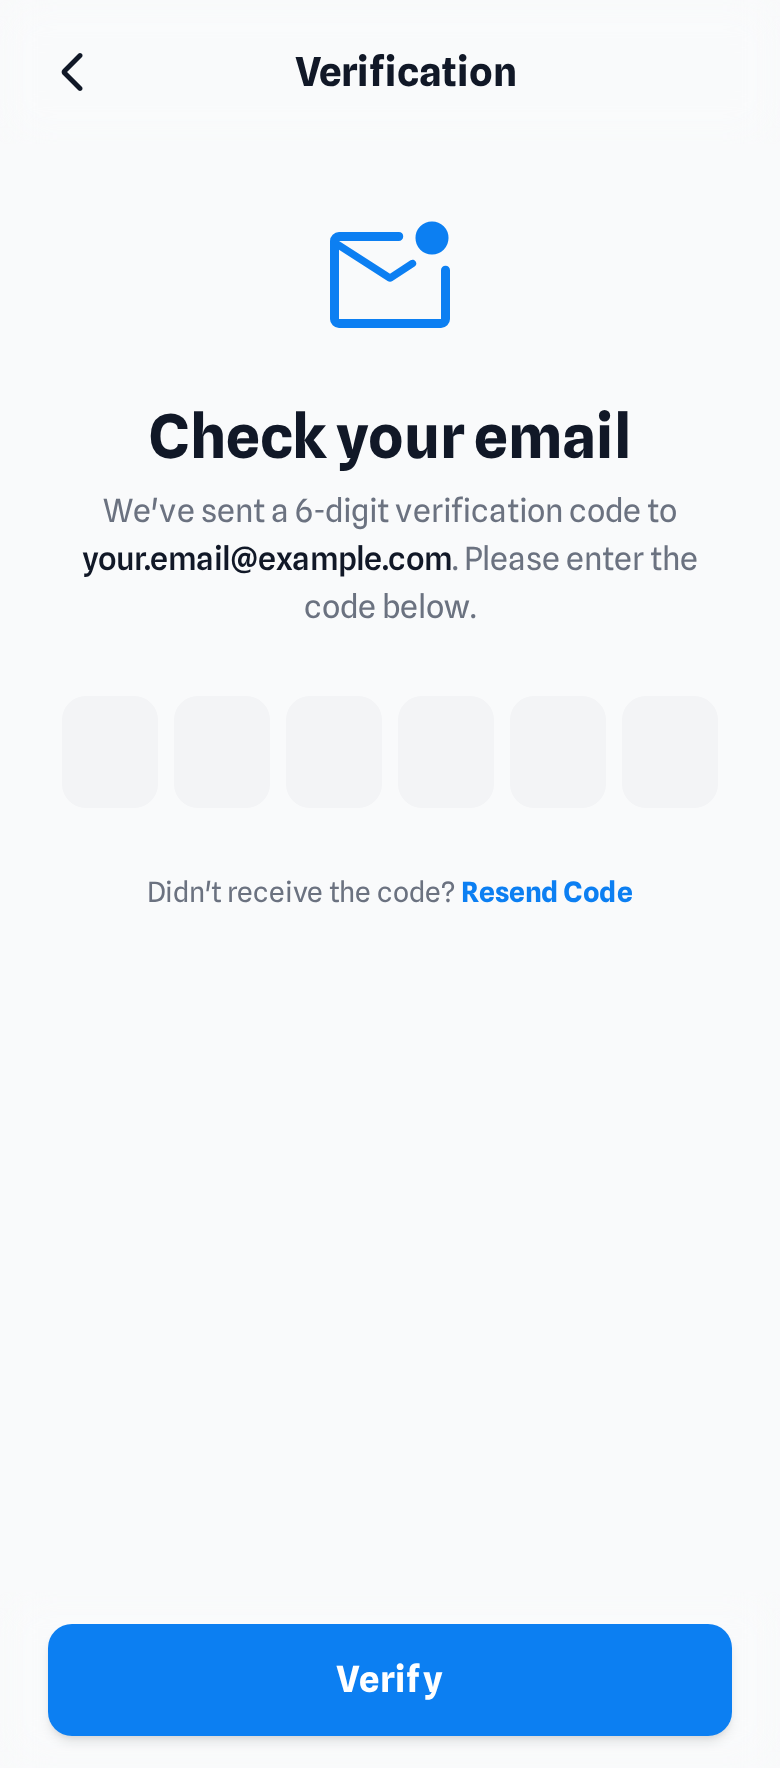 Verification
Check your email
We've sent a 6-digit verification code to
your.email@example.com. Please enter the
code below.
Didn't receive the code? Resend Code
Verify